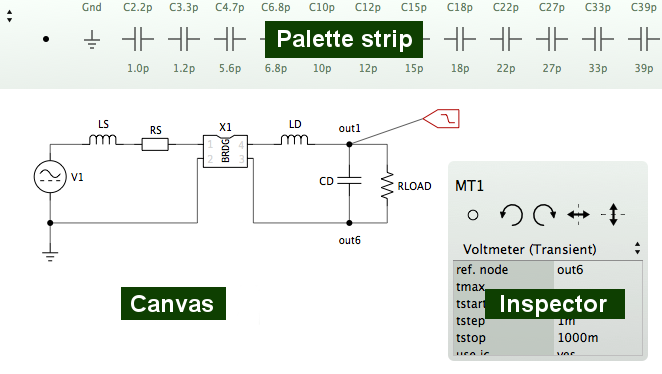 Gnd C2.2p C3.3p C4.7p C6.8p C10p C12p C15p C18p C22p C27p C33p C39p
Palette strip
1.0p 1.2p 5.6p 6.8p 10p 12p 15p 18p 22p 27p 33p 39p
LS RS X1 LD out1
1 4
2 3
BRDG
V1
CD
RLOAD
out6
MT1
Voltmeter (Transient)
ref. node out6
tmax
tstart
tstep 1m
tstop 1000m
use ic yes
Canvas
Inspector